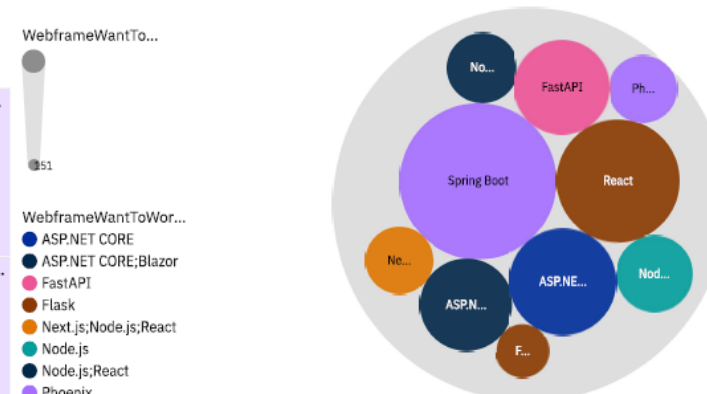 WebframeWantTo...
151
WebframeWantToWor...
ASP.NET CORE
ASP.NET CORE;Blazor
FastAPI
Flask
Next.js;Node.js;React
Node.js
Node.js;React
Phoenix
No...
FastAPI
Ph...
Spring Boot
React
Ne...
ASP.N...
ASP.NE...
Nod...
F...